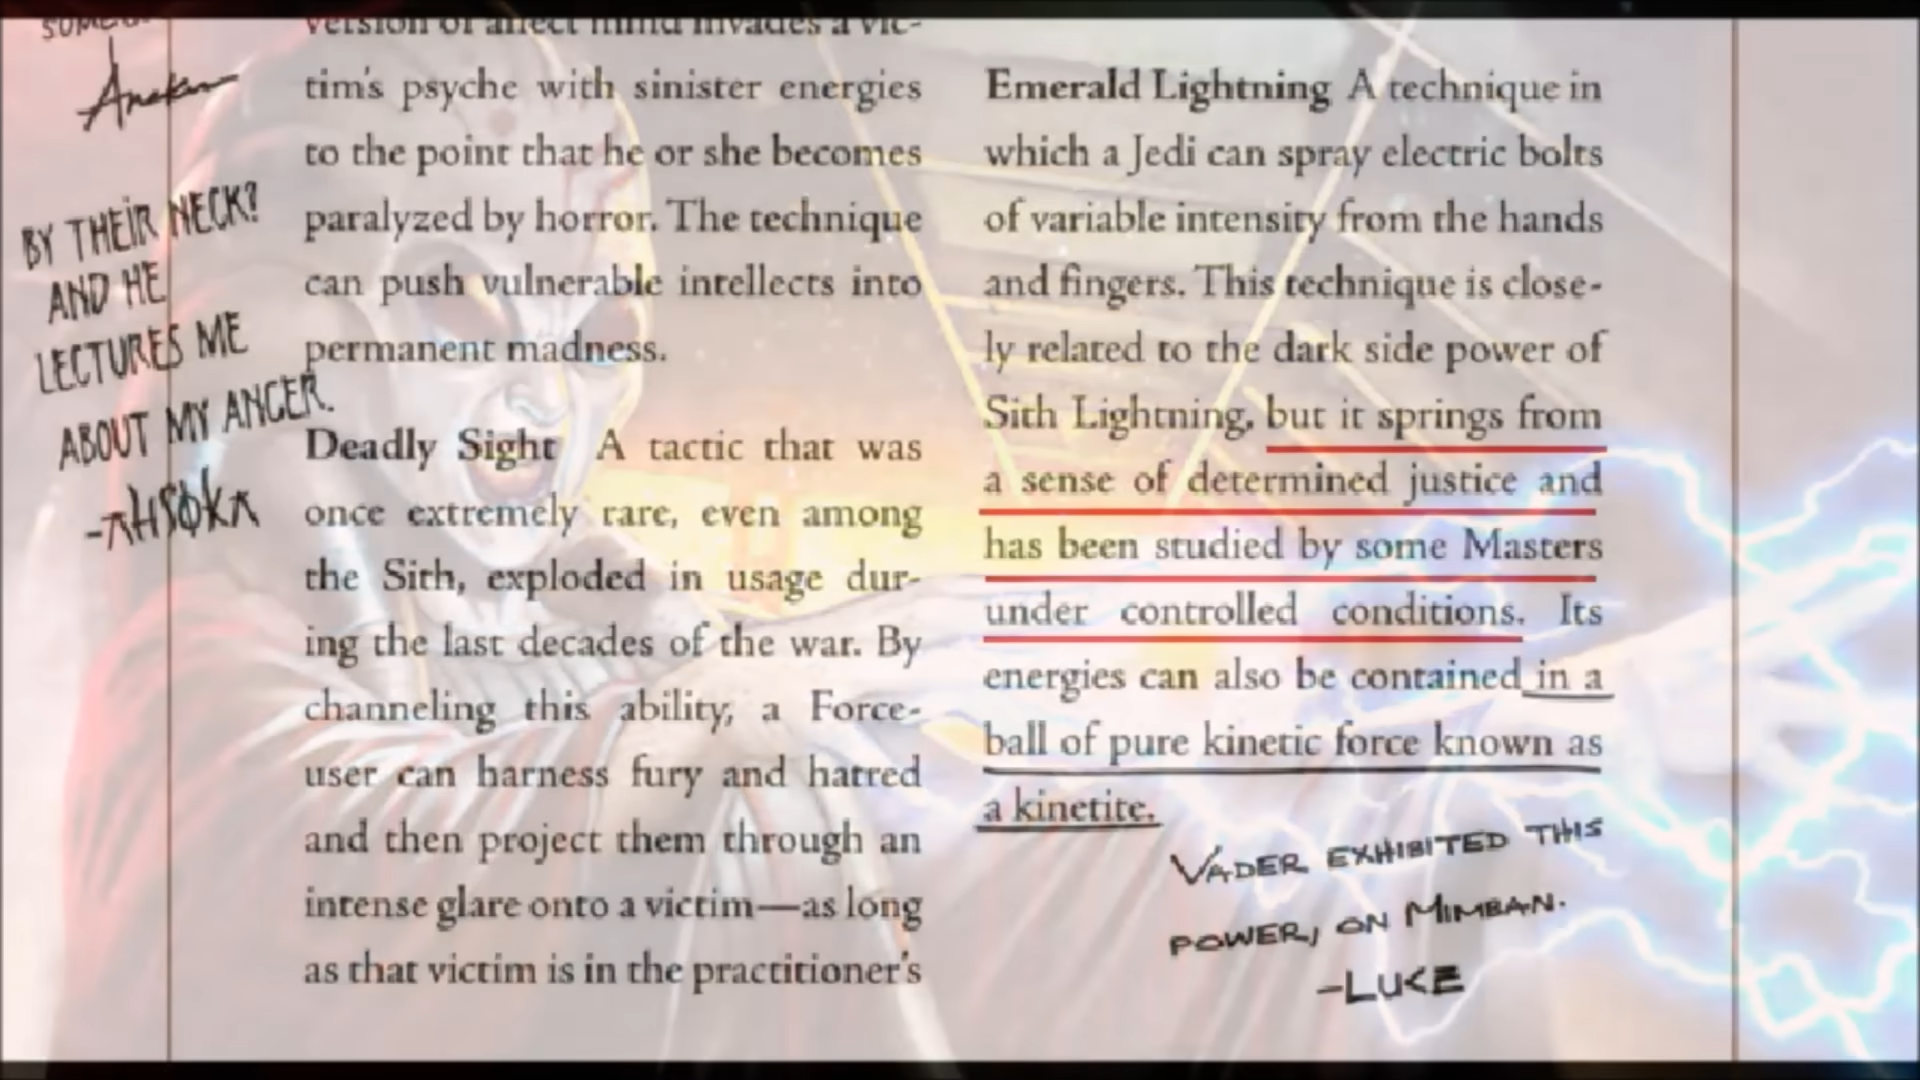 Aneken
BY THEIR NECK?
AND HE
LECTURES ME
ABOUT MY ANGER.
-AHSOKA
version of affect mind invades a vic-
tim's psyche with sinister energies
to the point that he or she becomes
paralyzed by horror. The technique
can push vulnerable intellects into
permanent madness.
Deadly Sight A tactic that was
once extremely rare, even among
the Sith, exploded in usage dur-
ing the last decades of the war. By
channeling this ability, a Force-
user can harness fury and hatred
and then project them through an
intense glare onto a victim—as long
as that victim is in the practitioner's
Emerald Lightning A technique in
which a Jedi can spray electric bolts
of variable intensity from the hands
and fingers. This technique is close-
ly related to the dark side power of
Sith Lightning, but it springs from
a sense of determined justice and
has been studied by some Masters
under controlled conditions. Its
energies can also be contained in a
ball of pure kinetic force known as
a kinetite.
VADER EXHIBITED THIS
POWER, ON MIMBAN.
-LUKE